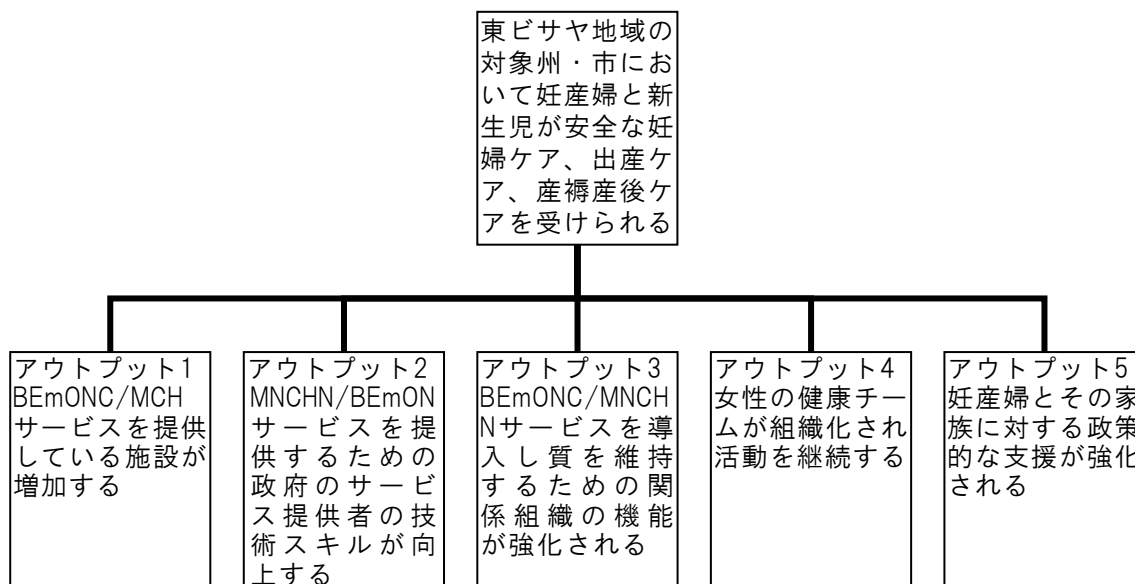 東ビサヤ地域の
対象州・市にお
いて妊産婦と新
生児が安全な妊
婦ケア、出産ケ
ア、産褥産後ケ
アを受けられる
アウトプット1
BEmONC/MCH
サービスを提供
している施設が
増加する
アウトプット2
MNCHN/BEmON
サービスを提
供するための
政府のサービ
ス提供者の技
術スキルが向
上する
アウトプット3
BEmONC/MNCH
Nサービスを導
入し質を維持
するための関
係組織の機能
が強化される
アウトプット4
女性の健康チー
ムが組織化され
活動を継続する
アウトプット5
妊産婦とその家
族に対する政策
的な支援が強化
される